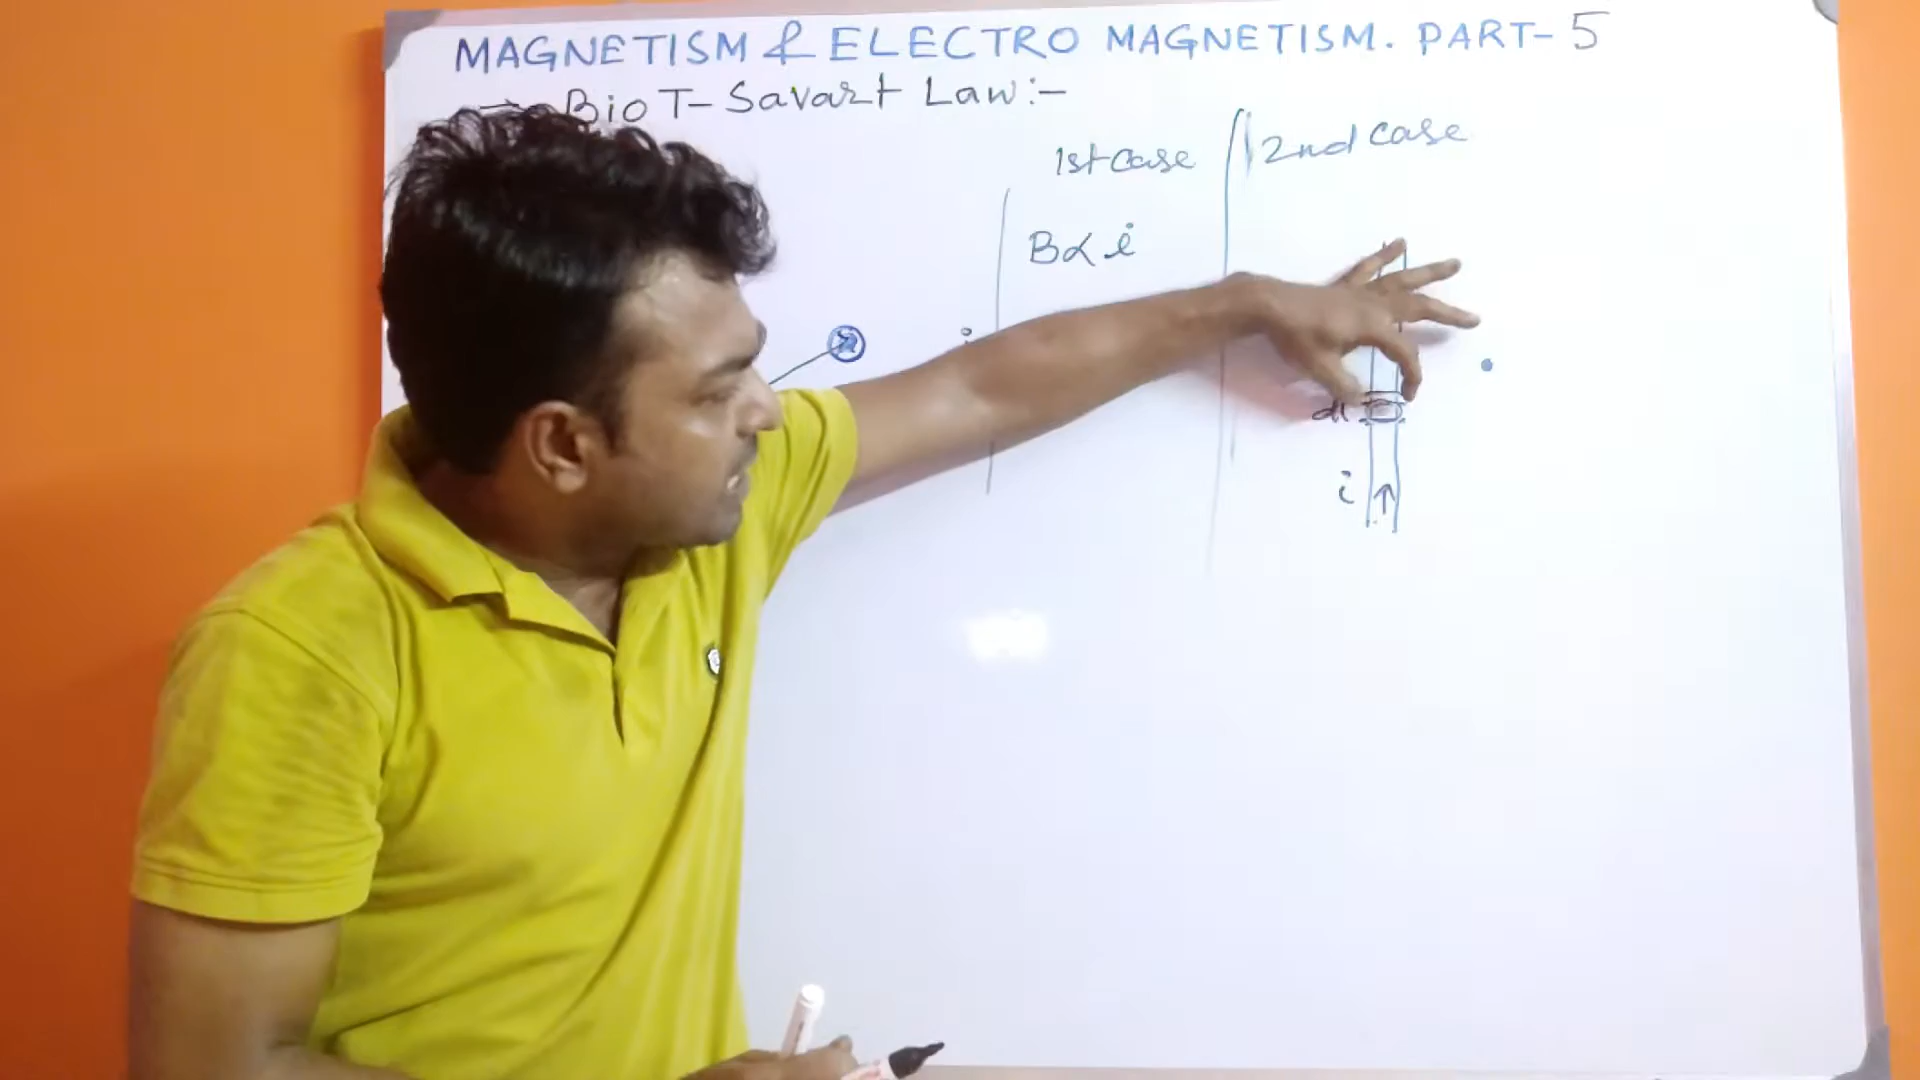 MAGNETISM & ELECTRO MAGNETISM. PART-5
BioT-Savart Law:-
1st case
2nd case
B∝ i
i
dl
i